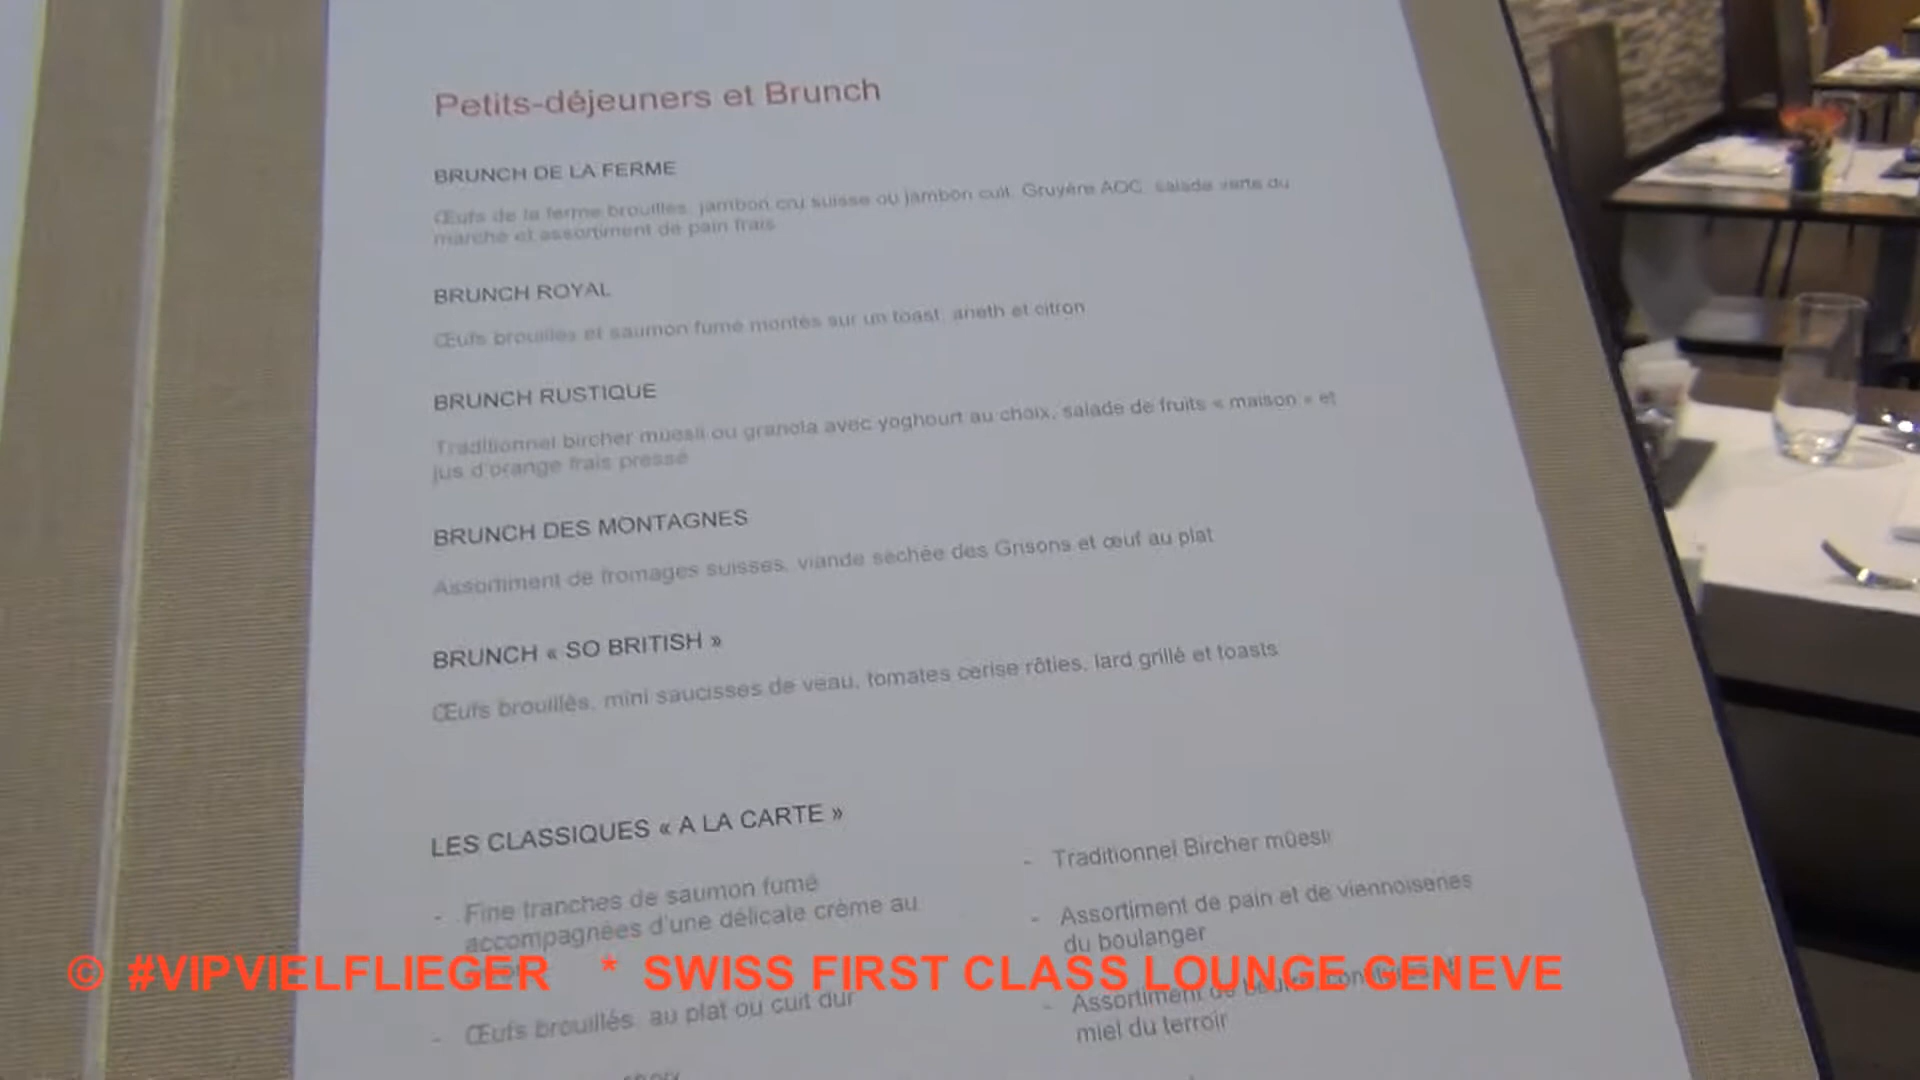 Petits-déjeuners et Brunch
BRUNCH DE LA FERME
Œufs de la ferme brouillés, jambon cru suisse ou jambon cuit, Gruyère AOC, salade verte du
marché et assortiment de pain frais
BRUNCH ROYAL
Œufs brouillés et saumon fumé montés sur un toast, aneth et citron
BRUNCH RUSTIQUE
Traditionnel bircher müesli ou granola avec yoghourt au choix, salade de fruits « maison » et
jus d'orange frais pressé
BRUNCH DES MONTAGNES
Assortiment de fromages suisses, viande séchée des Grisons et œuf au plat
BRUNCH « SO BRITISH »
Œufs brouillés, mini saucisses de veau, tomates cerise rôties, lard grillé et toasts
LES CLASSIQUES « A LA CARTE »
- Fine tranches de saumon fumé
accompagnées d'une délicate crème au
- Œufs brouillés, au plat ou cuit dur
choix
- Traditionnel Bircher müesli
- Assortiment de pain et de viennoiseries
du boulanger
- Assortiment de
miel du terroir
© #VIPVIELFLIEGER * SWISS FIRST CLASS LOUNGE GENEVE